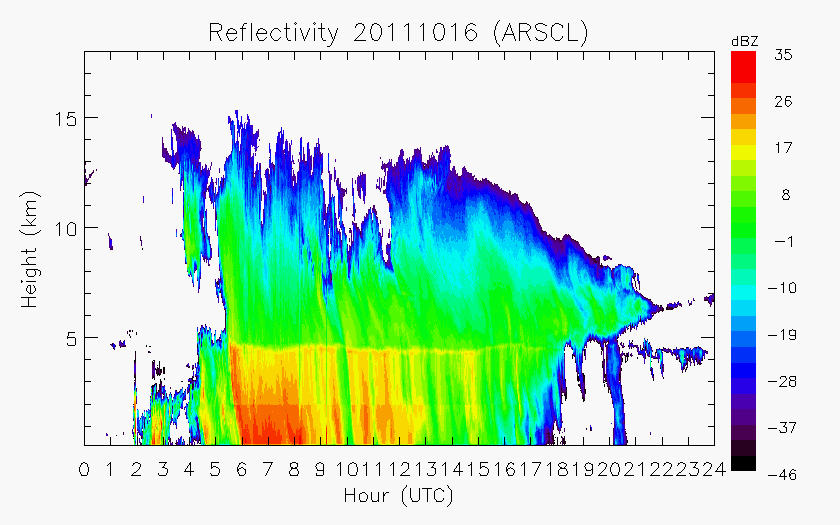 Reflectivity 20111016 (ARSCL)
dBZ
35
26
17
8
−1
−10
−19
−28
−37
−46
15
10
5
Height (km)
0 1 2 3 4 5 6 7 8 9 10 11 12 13 14 15 16 17 18 19 20 21 22 23 24
Hour (UTC)